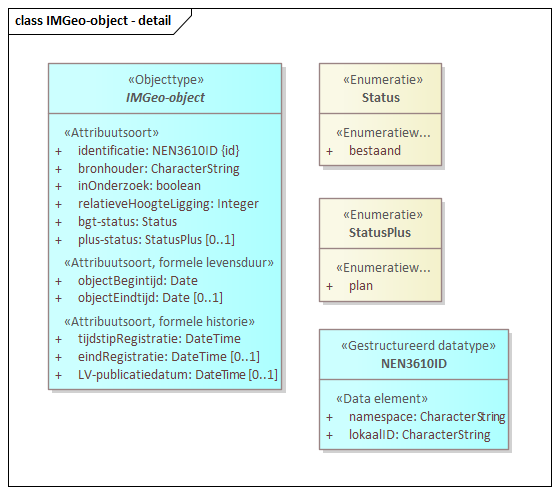 class IMGeo-object - detail
«Objecttype»
IMGeo-object
«Attribuutsoort»
+ identificatie: NEN3610ID {id}
+ bronhouder: CharacterString
+ inOnderzoek: boolean
+ relatieveHoogteLigging: Integer
+ bgt-status: Status
+ plus-status: StatusPlus [0..1]
«Attribuutsoort, formele levensduur»
+ objectBegintijd: Date
+ objectEindtijd: Date [0..1]
«Attribuutsoort, formele historie»
+ tijdstipRegistratie: DateTime
+ eindRegistratie: DateTime [0..1]
+ LV-publicatiedatum: DateTime [0..1]
«Enumeratie»
Status
«Enumeratiew...
+ bestaand
«Enumeratie»
StatusPlus
«Enumeratiew...
+ plan
«Gestructureerd datatype»
NEN3610ID
«Data element»
+ namespace: CharacterString
+ lokaalID: CharacterString